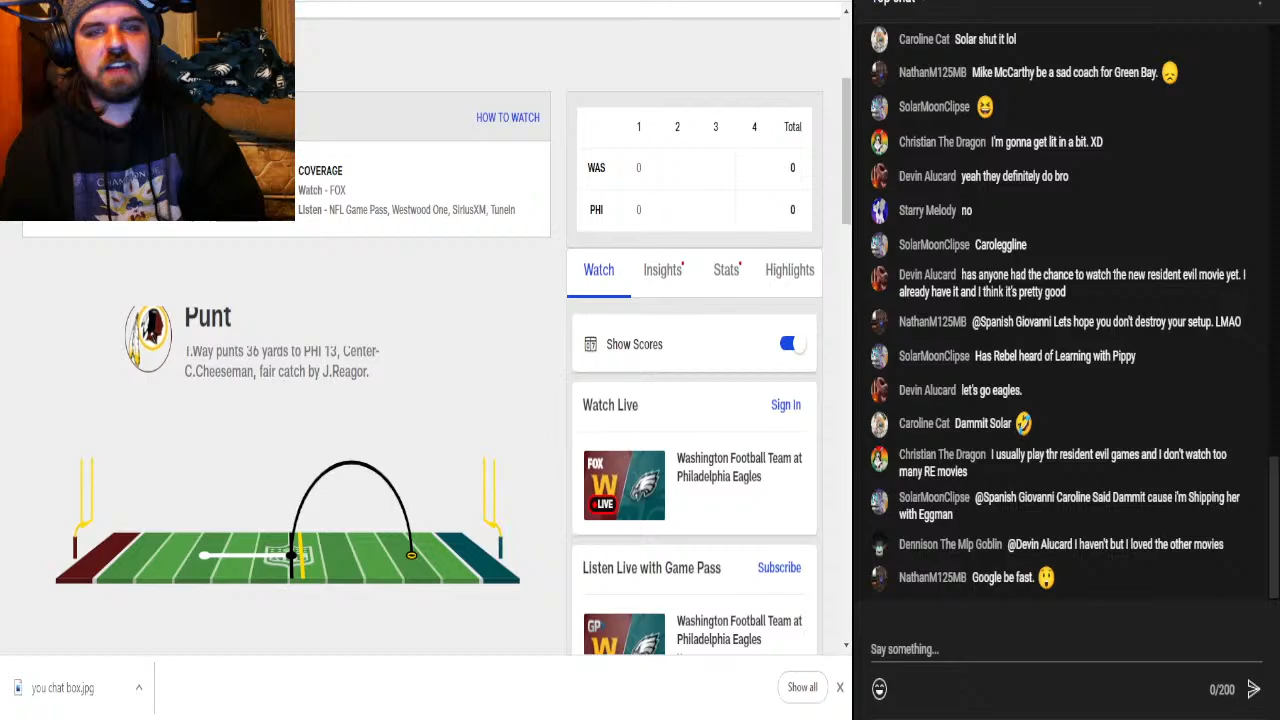 HOW TO WATCH
COVERAGE
Watch - FOX
Listen - NFL Game Pass, Westwood One, SiriusXM, TuneIn
Punt
T.Way punts 36 yards to PHI 13, Center-
C.Cheeseman, fair catch by J.Reagor.
1 2 3 4 Total
WAS 0 0
PHI 0 0
Watch Insights Stats Highlights
Show Scores
Watch Live Sign In
FOX
W
LIVE
Washington Football Team at
Philadelphia Eagles
Listen Live with Game Pass Subscribe
GP+
W
Washington Football Team at
Philadelphia Eagles
you chat box.jpg
Show all X
Caroline Cat Solar shut it lol
NathanM125MB Mike McCarthy be a sad coach for Green Bay. 😞
SolarMoonClipse 😆
Christian The Dragon I'm gonna get lit in a bit. XD
Devin Alucard yeah they definitely do bro
Starry Melody no
SolarMoonClipse Caroleggline
Devin Alucard has anyone had the chance to watch the new resident evil movie yet. I
already have it and I think it's pretty good
NathanM125MB @Spanish Giovanni Lets hope you don't destroy your setup. LMAO
SolarMoonClipse Has Rebel heard of Learning with Pippy
Devin Alucard let's go eagles.
Caroline Cat Dammit Solar 🤣
Christian The Dragon I usually play thr resident evil games and I don't watch too
many RE movies
SolarMoonClipse @Spanish Giovanni Caroline Said Dammit cause i'm Shipping her
with Eggman
Dennison The Mlp Goblin @Devin Alucard I haven't but I loved the other movies
NathanM125MB Google be fast. 😲
Say something...
0/200